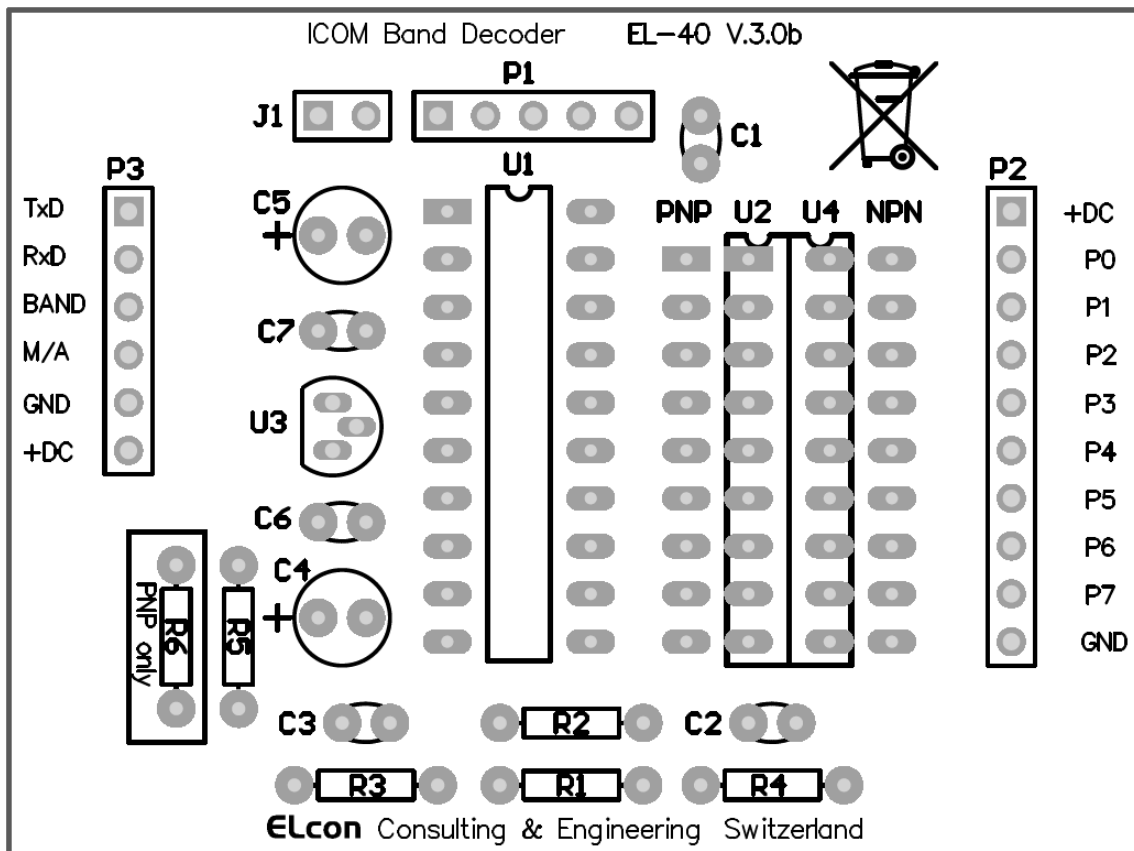 ICOM Band Decoder EL-40 V.3.0b
P1
J1
C1
P3
U1
P2
TxD
C5
PNP U2 U4 NPN
+DC
+
RxD
P0
BAND
P1
C7
M/A
P2
GND
U3
P3
+DC
P4
P5
C6
P6
C4
PNP only
R6
R5
+
P7
GND
C3
R2
C2
R3
R1
R4
ELcon Consulting & Engineering Switzerland